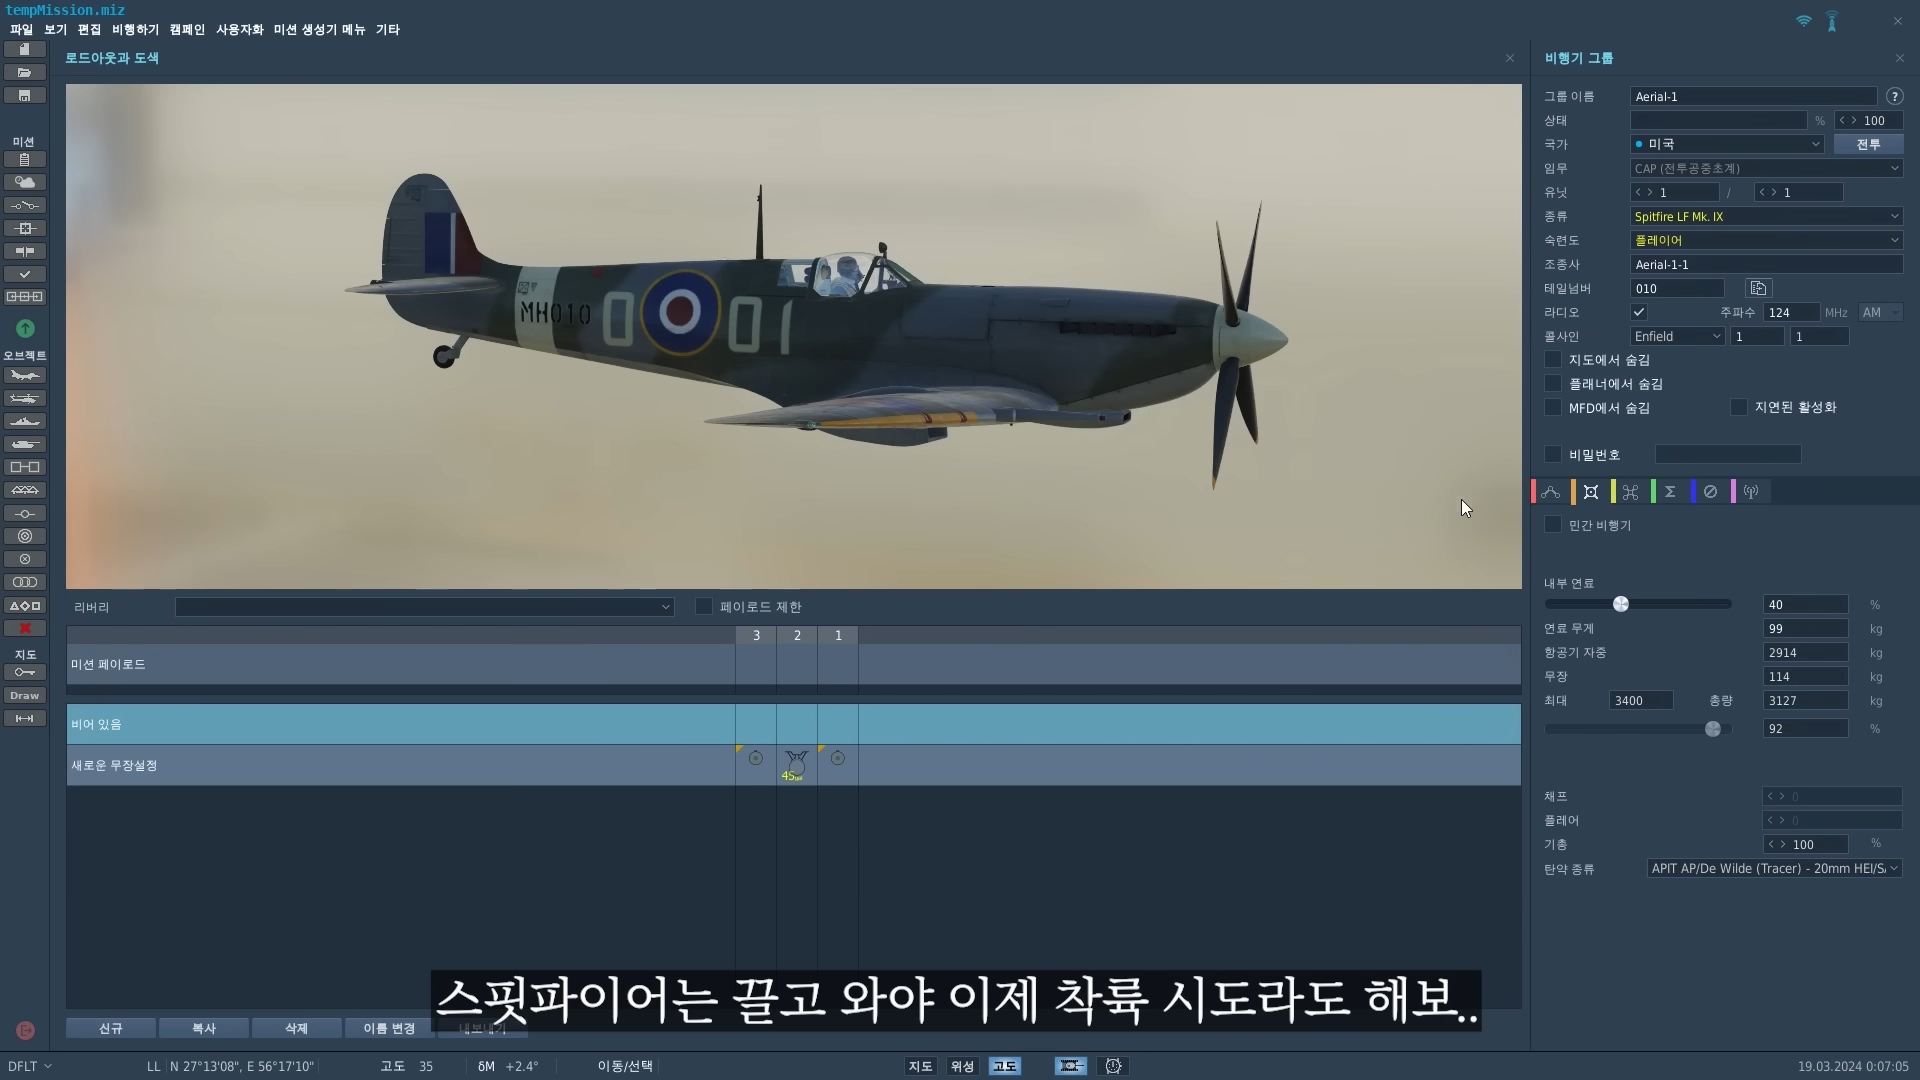 tempMission.miz
파일 보기 편집 비행하기 캠페인 사용자화 미션 생성기 메뉴 기타
로드아웃과 도색
비행기 그룹
그룹 이름 Aerial-1 ?
상태 % 100
국가 미국 전투
임무 CAP (전투공중초계)
유닛 1 / 1
종류 Spitfire LF Mk. IX
숙련도 플레이어
조종사 Aerial-1-1
테일넘버 010
라디오 주파수 124 MHz AM
콜사인 Enfield 1 1
지도에서 숨김
플래너에서 숨김
MFD에서 숨김 지연된 활성화
비밀번호
민간 비행기
내부 연료
40 %
연료 무게 99 kg
항공기 자중 2914 kg
무장 114 kg
최대 3400 총량 3127 kg
92 %
채프 0
플레어 0
기총 100 %
탄약 종류 APIT AP/De Wilde (Tracer) - 20mm HEI/S
미션
오브젝트
지도
Draw
MH010 0 01
리버리 페이로드 제한
3 2 1
미션 페이로드
비어 있음
새로운 무장설정
45
스핏파이어는 끌고 와야 이제 착륙 시도라도 해보..
신규 복사 삭제 이름 변경 내보내기
DFLT LL N 27°13'08", E 56°17'10" 고도 35 δM +2.4° 이동/선택 지도 위성 고도 19.03.2024 0:07:05